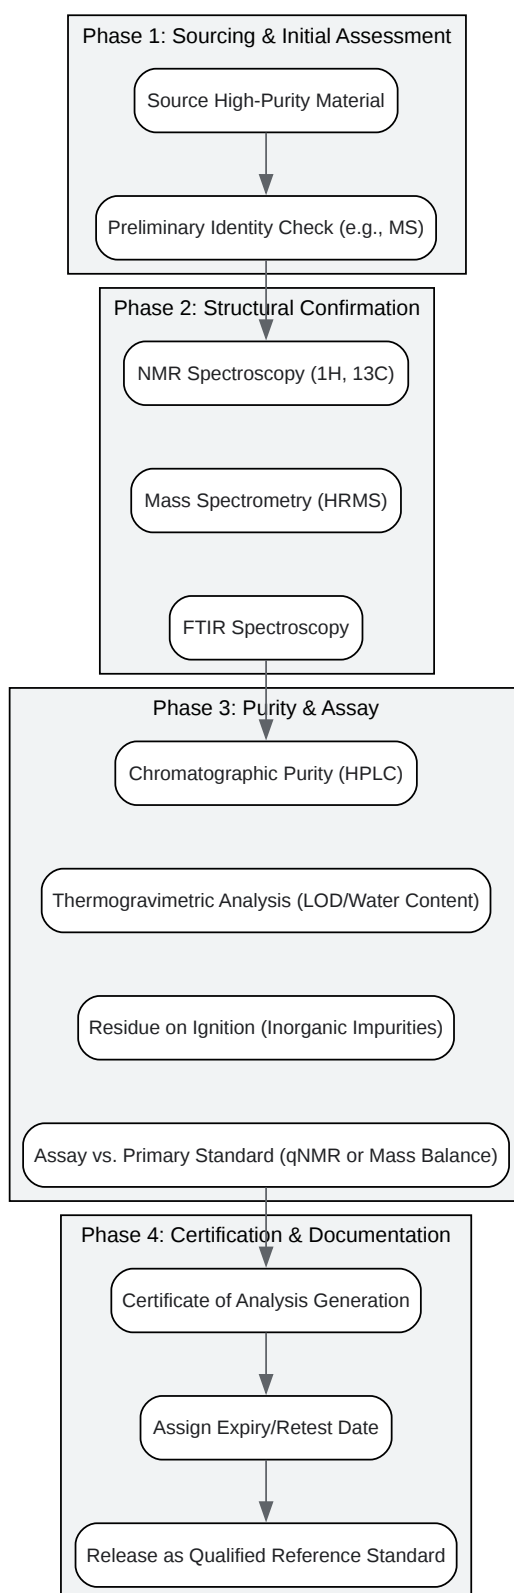 Phase 1: Sourcing & Initial Assessment
Source High-Purity Material
Preliminary Identity Check (e.g., MS)
Phase 2: Structural Confirmation
NMR Spectroscopy (1H, 13C)
Mass Spectrometry (HRMS)
FTIR Spectroscopy
Phase 3: Purity & Assay
Chromatographic Purity (HPLC)
Thermogravimetric Analysis (LOD/Water Content)
Residue on Ignition (Inorganic Impurities)
Assay vs. Primary Standard (qNMR or Mass Balance)
Phase 4: Certification & Documentation
Certificate of Analysis Generation
Assign Expiry/Retest Date
Release as Qualified Reference Standard